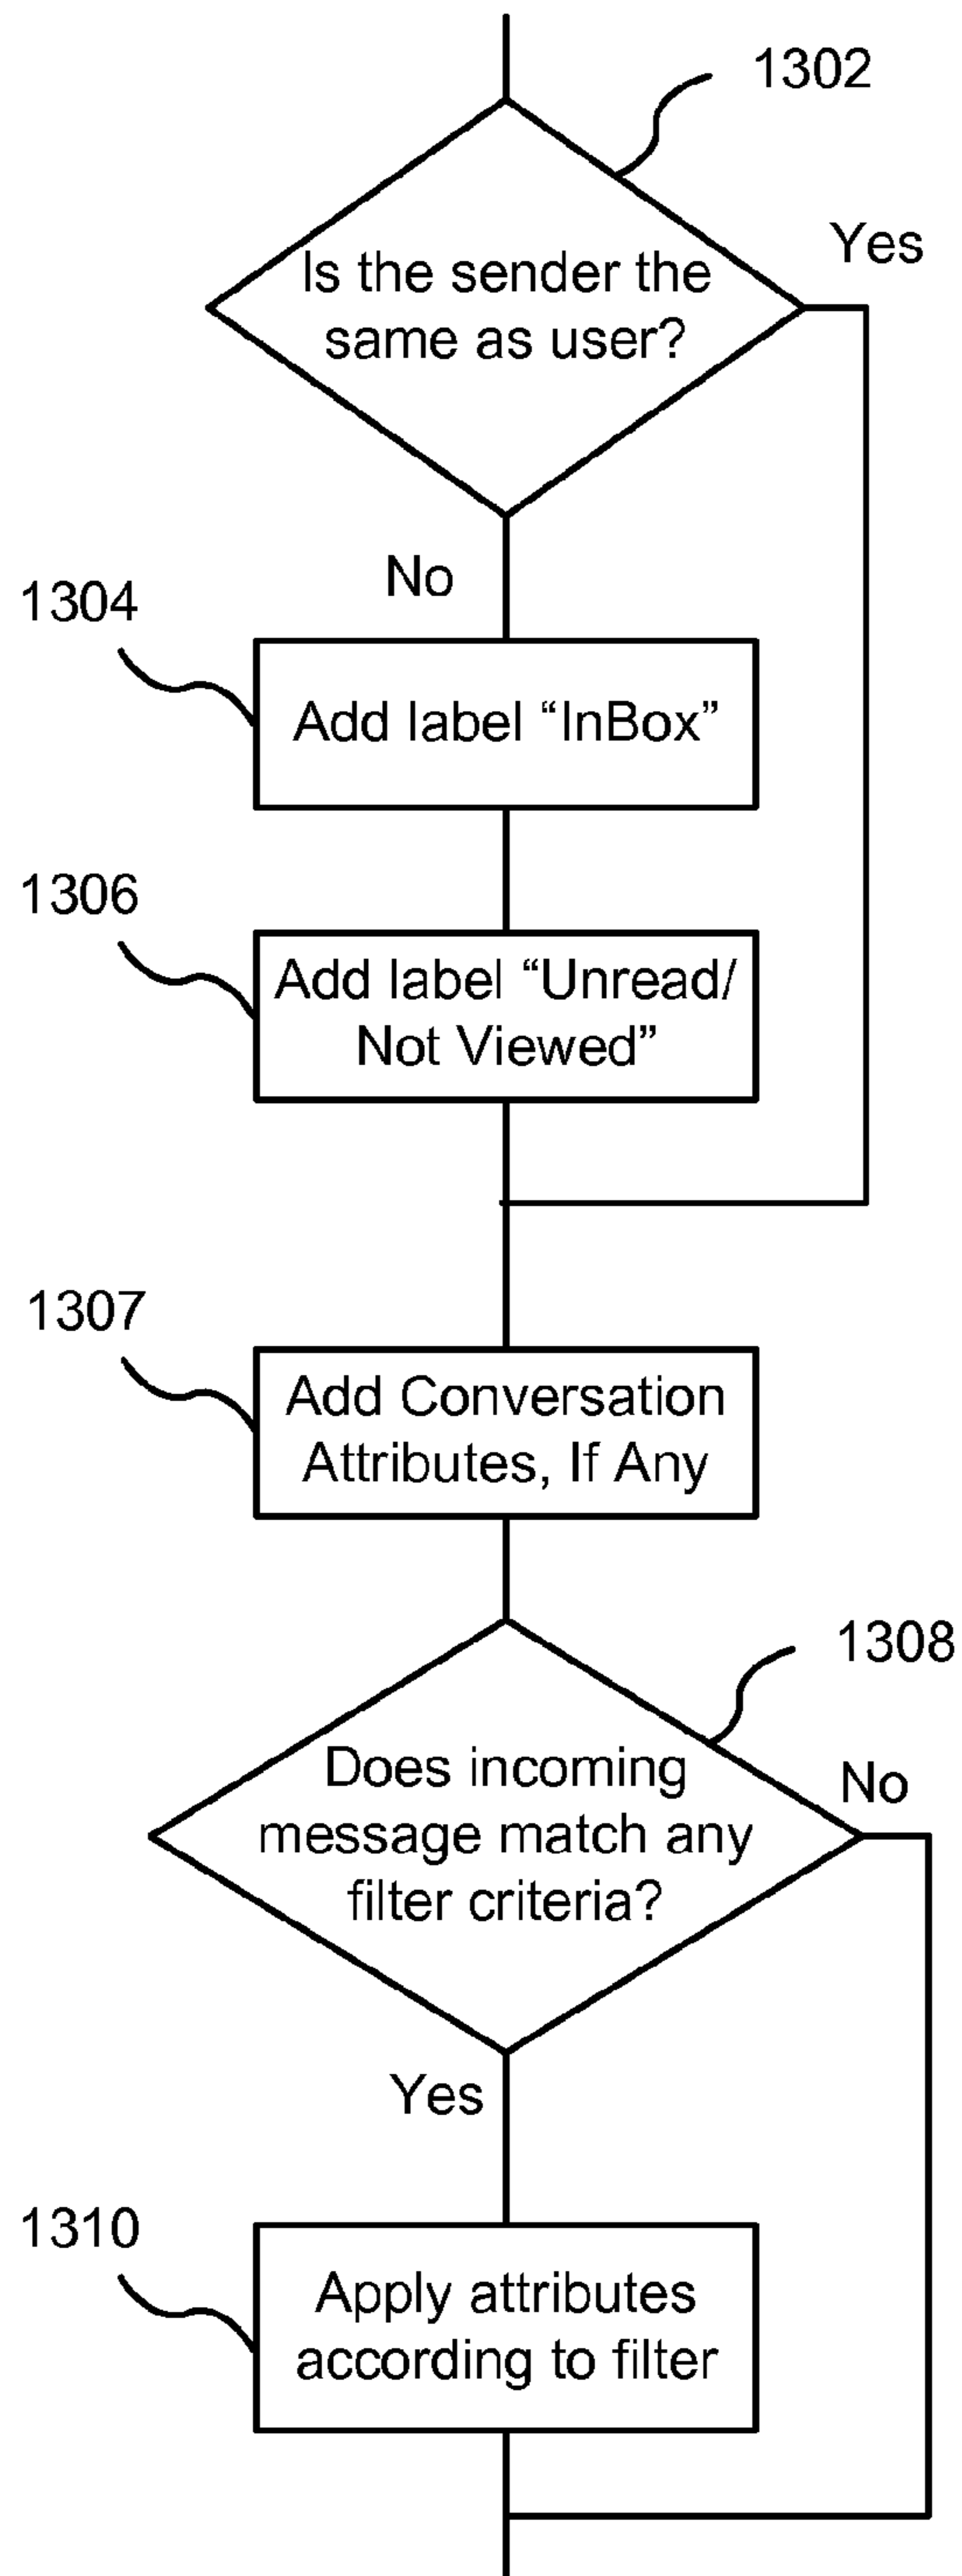 1302
Yes
Is the sender the
same as user?
No
1304
Add label “InBox”
1306
Add label “Unread/
Not Viewed”
1307
Add Conversation
Attributes, If Any
1308
No
Does incoming
message match any
filter criteria?
Yes
1310
Apply attributes
according to filter